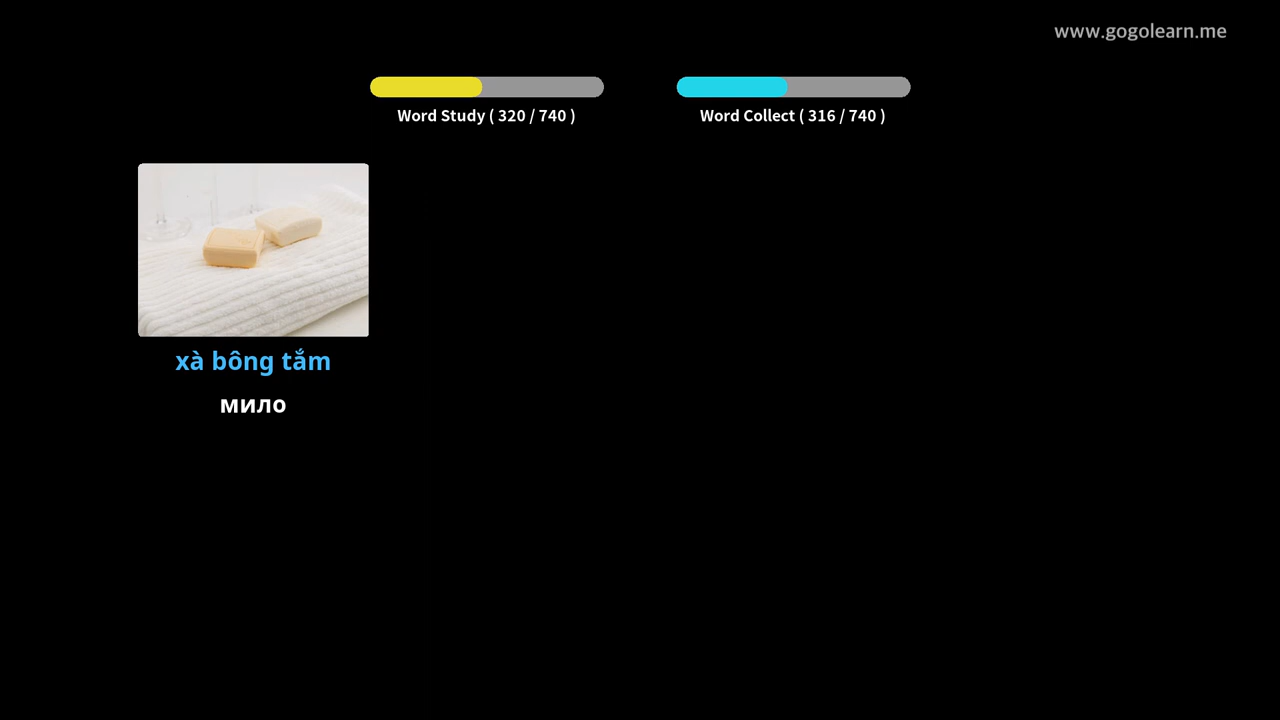 www.gogolearn.me
Word Study ( 320 / 740 )
Word Collect ( 316 / 740 )
xà bông tắm
мило